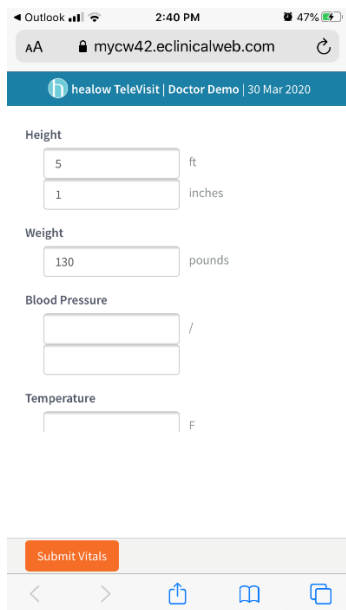 Outlook 2:40 PM 47%
AA mycw42.eclinicalweb.com
healow TeleVisit | Doctor Demo | 30 Mar 2020
Height
5 ft
1 inches
Weight
130 pounds
Blood Pressure
/
Temperature
F
Submit Vitals